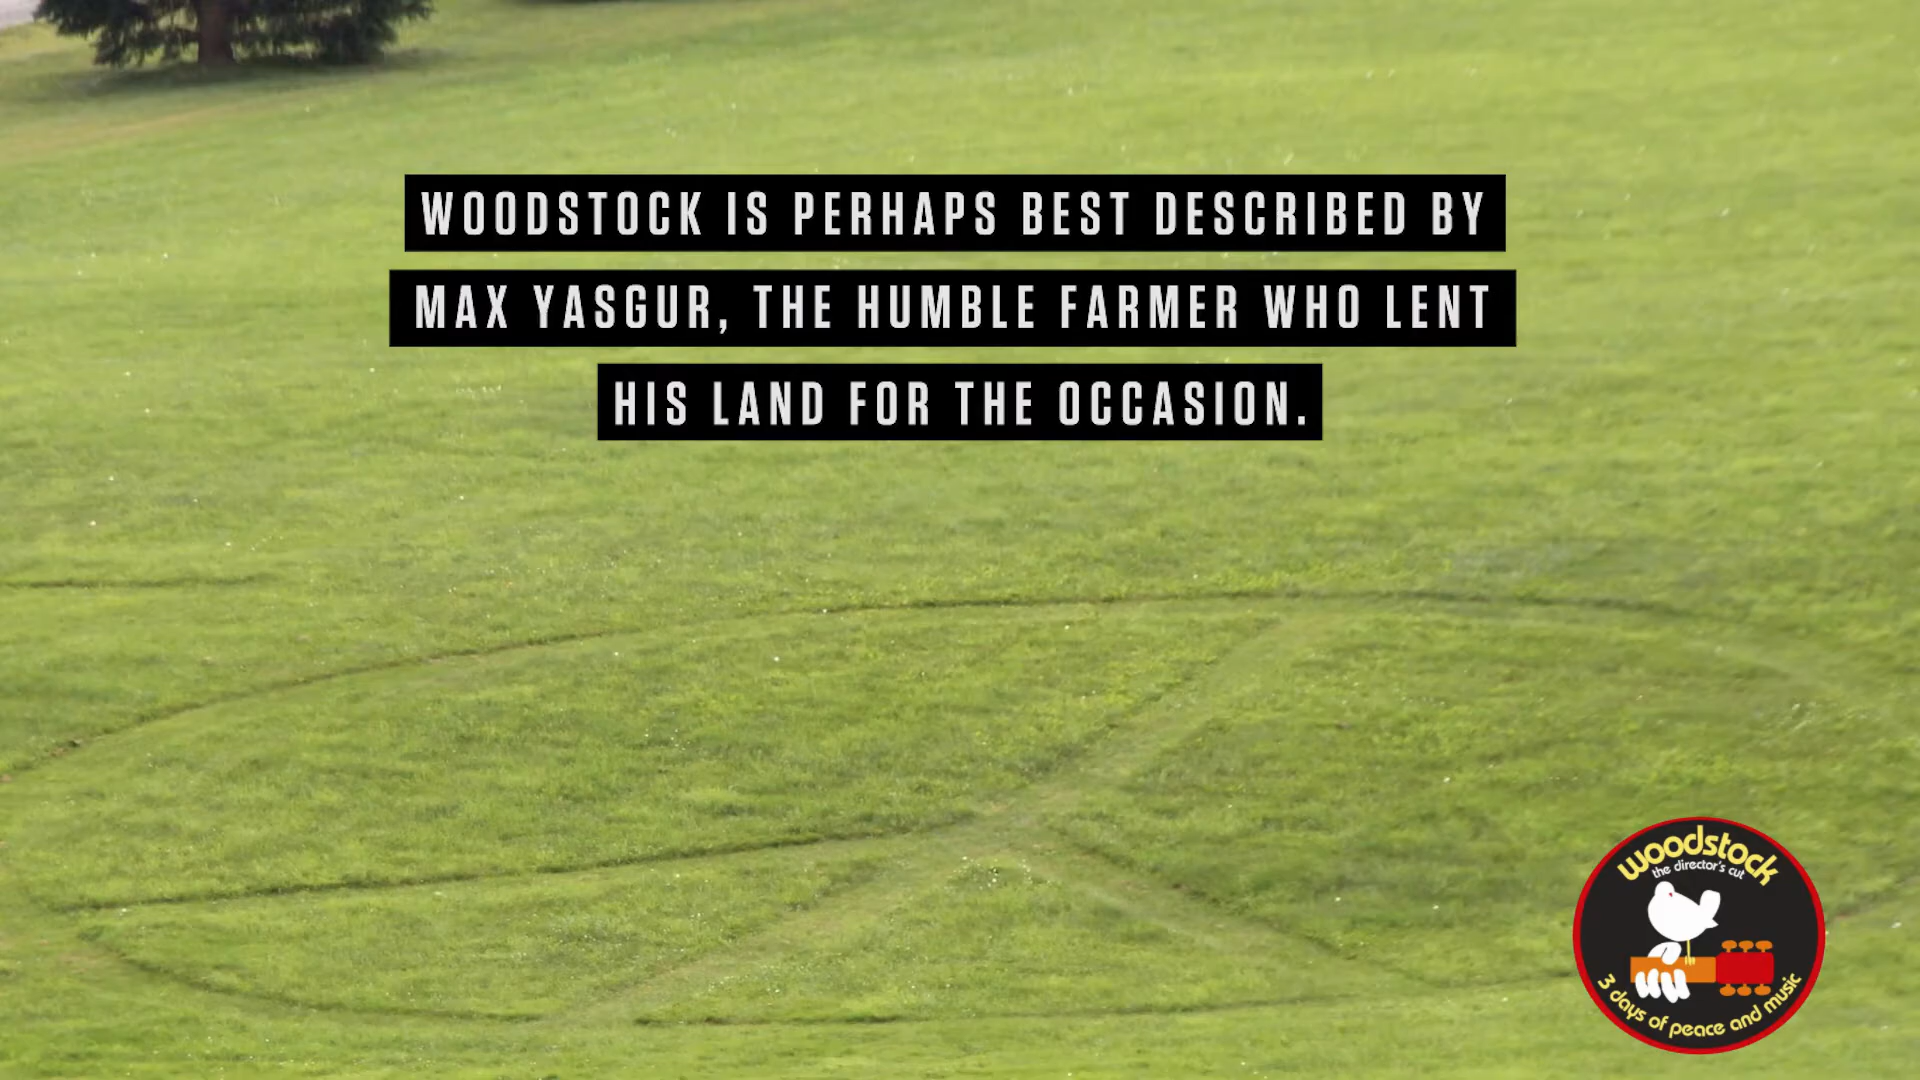 WOODSTOCK IS PERHAPS BEST DESCRIBED BY
MAX YASGUR, THE HUMBLE FARMER WHO LENT
HIS LAND FOR THE OCCASION.
woodstock
the director's cut
3 days of peace and music